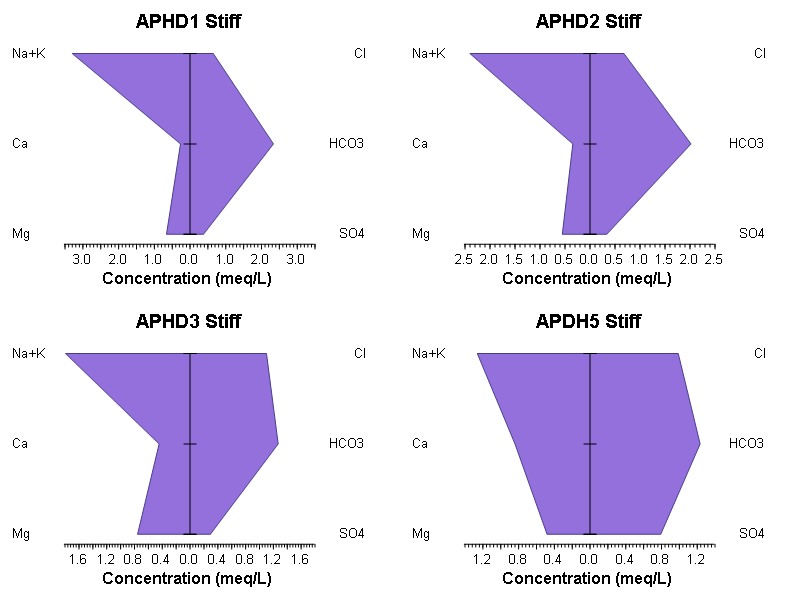 APHD1 Stiff
Na+K Cl
Ca HCO3
Mg SO4
3.0 2.0 1.0 0.0 1.0 2.0 3.0
Concentration (meq/L)
APHD2 Stiff
Na+K Cl
Ca HCO3
Mg SO4
2.5 2.0 1.5 1.0 0.5 0.0 0.5 1.0 1.5 2.0 2.5
Concentration (meq/L)
APHD3 Stiff
Na+K Cl
Ca HCO3
Mg SO4
1.6 1.2 0.8 0.4 0.0 0.4 0.8 1.2 1.6
Concentration (meq/L)
APDH5 Stiff
Na+K Cl
Ca HCO3
Mg SO4
1.2 0.8 0.4 0.0 0.4 0.8 1.2
Concentration (meq/L)